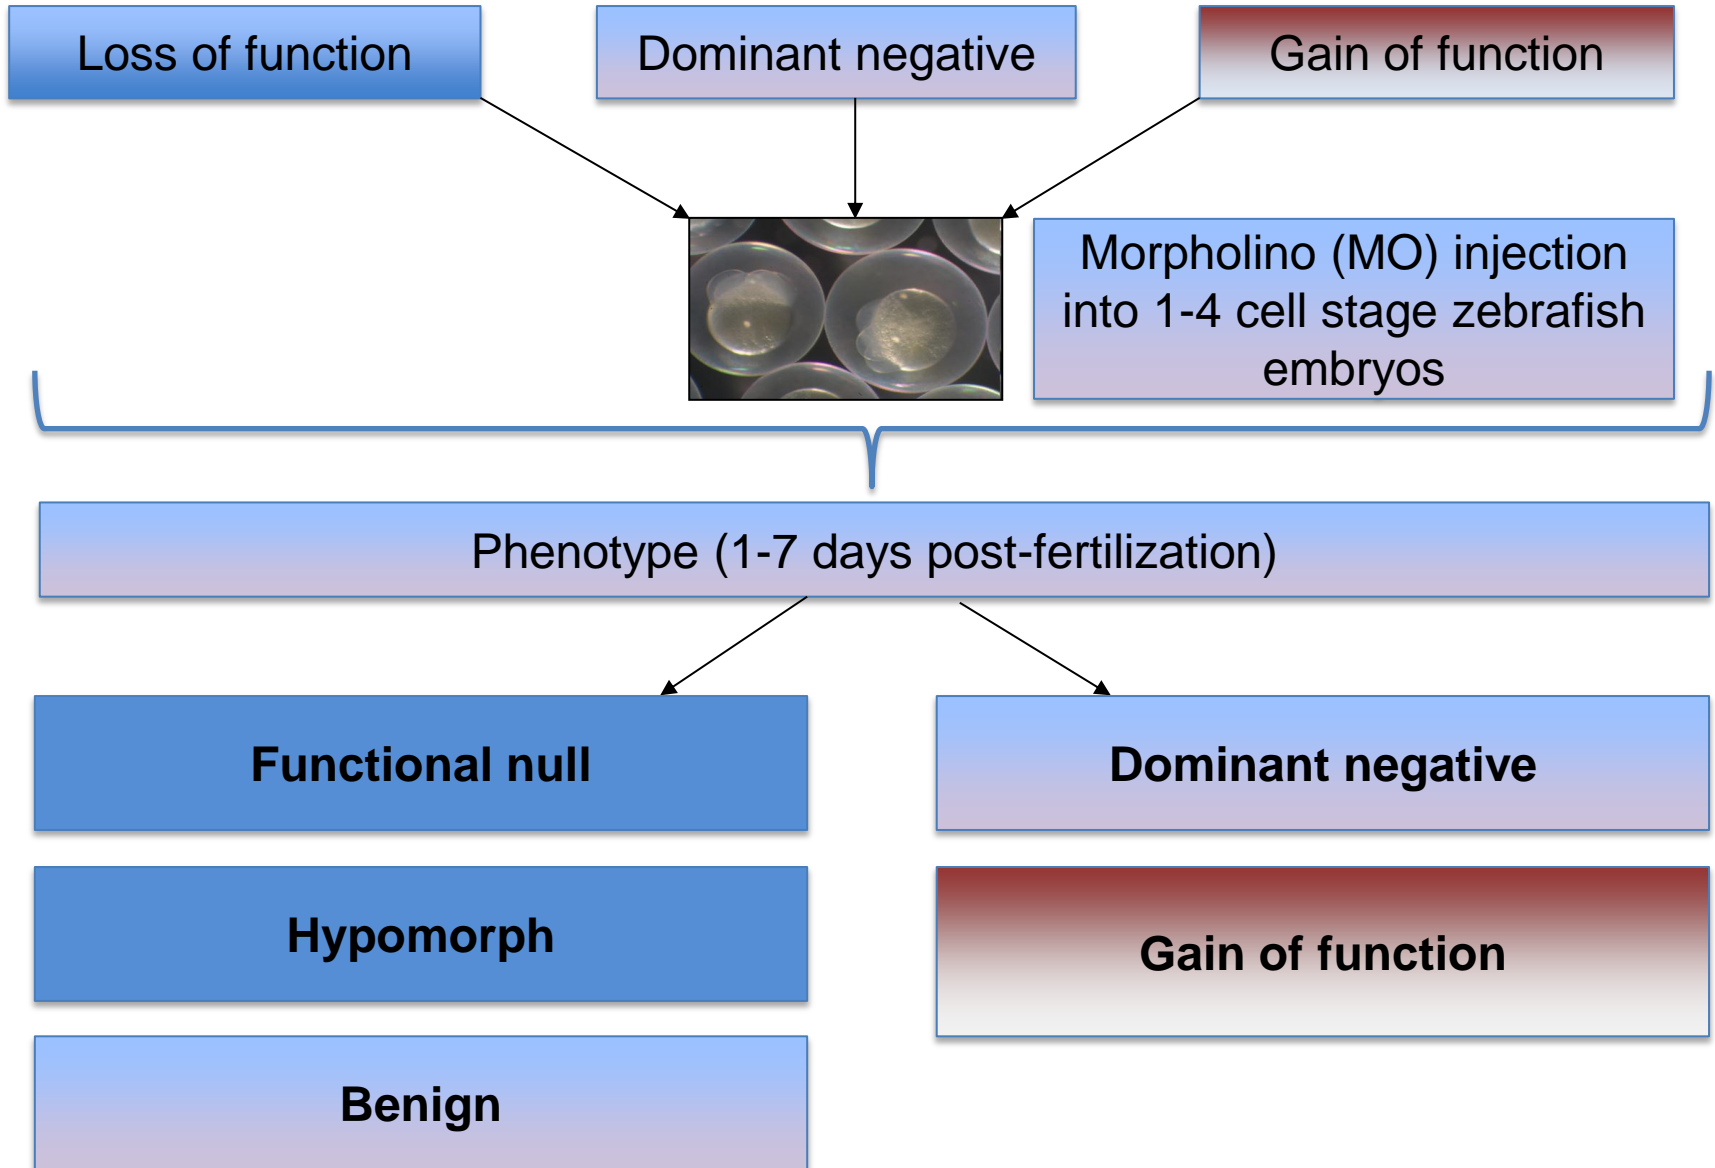 Loss of function
Dominant negative
Gain of function
Morpholino (MO) injection
into 1-4 cell stage zebrafish
embryos
Phenotype (1-7 days post-fertilization)
Functional null
Dominant negative
Hypomorph
Gain of function
Benign